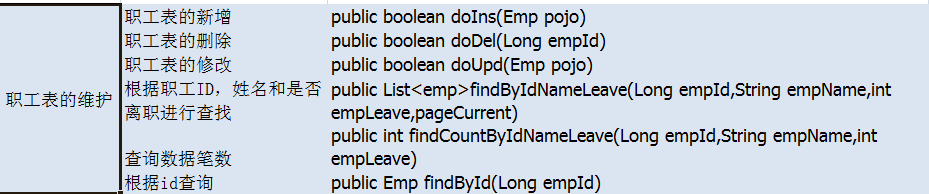 职工表的维护
职工表的新增
public boolean doIns(Emp pojo)
职工表的删除
public boolean doDel(Long empId)
职工表的修改
public boolean doUpd(Emp pojo)
根据职工ID，姓名和是否
离职进行查找
public List<emp>findByIdNameLeave(Long empId,String empName,int
empLeave,pageCurrent)
查询数据笔数
public int findCountByIdNameLeave(Long empId,String empName,int
empLeave)
根据id查询
public Emp findById(Long empId)